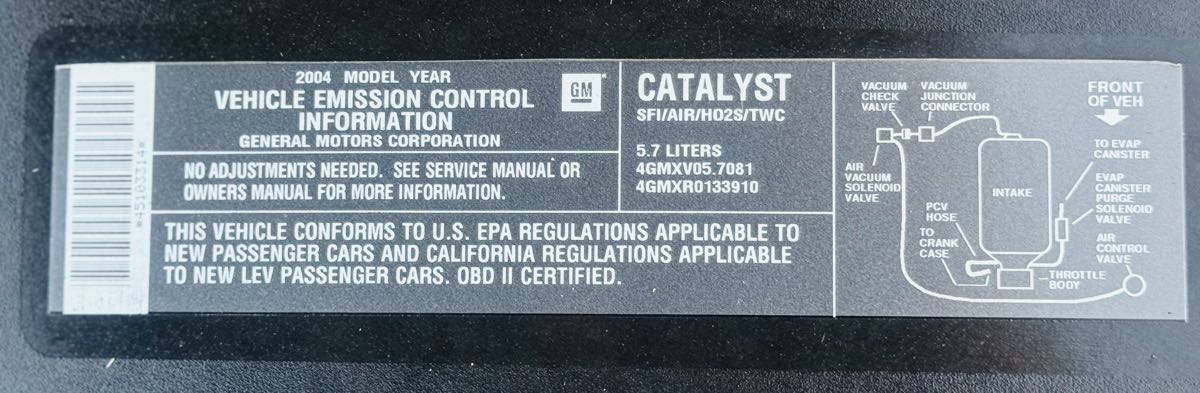 *45103314*
2004 MODEL YEAR
VEHICLE EMISSION CONTROL
INFORMATION
GENERAL MOTORS CORPORATION
GM
NO ADJUSTMENTS NEEDED. SEE SERVICE MANUAL OR
OWNERS MANUAL FOR MORE INFORMATION.
CATALYST
SFI/AIR/HO2S/TWC
5.7 LITERS
4GMXV05.7081
4GMXR0133910
THIS VEHICLE CONFORMS TO U.S. EPA REGULATIONS APPLICABLE TO
NEW PASSENGER CARS AND CALIFORNIA REGULATIONS APPLICABLE
TO NEW LEV PASSENGER CARS. OBD II CERTIFIED.
VACUUM
CHECK
VALVE
VACUUM
JUNCTION
CONNECTOR
FRONT
OF VEH
TO EVAP
CANISTER
AIR
VACUUM
SOLENOID
VALVE
INTAKE
EVAP
CANISTER
PURGE
SOLENOID
VALVE
PCV
HOSE
TO
CRANK
CASE
AIR
CONTROL
VALVE
THROTTLE
BODY